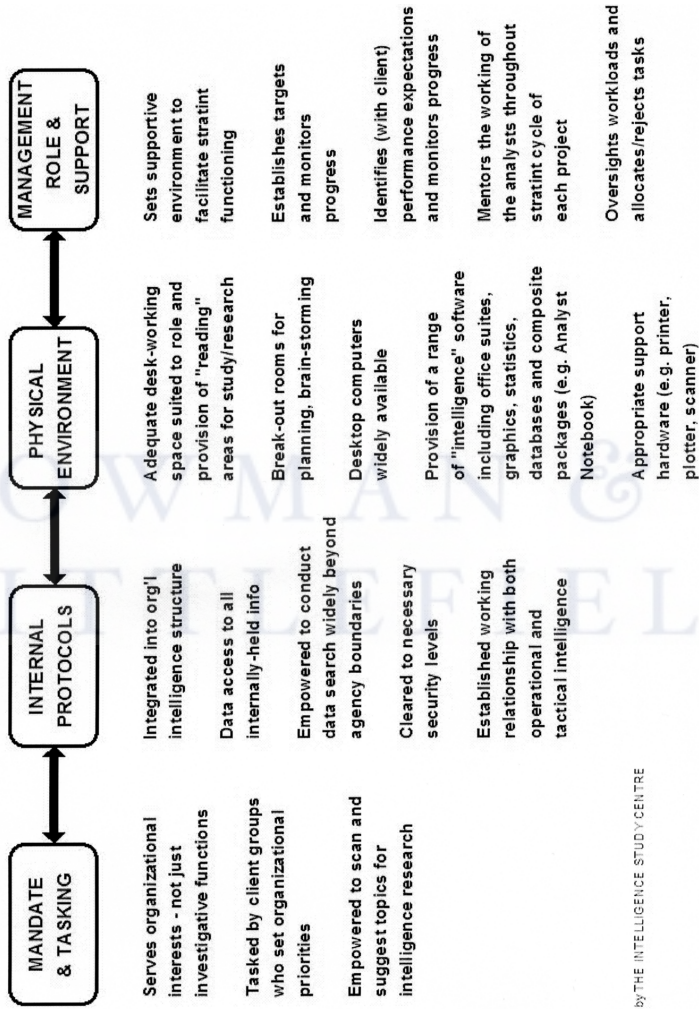 MANDATE
& TASKING
Serves organizational
interests - not just
investigative functions
Tasked by client groups
who set organizational
priorities
Empowered to scan and
suggest topics for
intelligence research
INTERNAL
PROTOCOLS
Integrated into org'l
intelligence structure
Data access to all
internally-held info
Empowered to conduct
data search widely beyond
agency boundaries
Cleared to necessary
security levels
Established working
relationship with both
operational and
tactical intelligence
PHYSICAL
ENVIRONMENT
Adequate desk-working
space suited to role and
provision of "reading"
areas for study/research
Break-out rooms for
planning, brain-storming
Desktop computers
widely available
Provision of a range
of "intelligence" software
including office suites,
graphics, statistics,
databases and composite
packages (e.g. Analyst
Notebook)
Appropriate support
hardware (e.g. printer,
plotter, scanner)
MANAGEMENT
ROLE &
SUPPORT
Sets supportive
environment to
facilitate stratint
functioning
Establishes targets
and monitors
progress
Identifies (with client)
performance expectations
and monitors progress
Mentors the working of
the analysts throughout
stratint cycle of
each project
Oversights workloads and
allocates/rejects tasks
by THE INTELLIGENCE STUDY CENTRE
OWMAN &
ITTLEFIEL